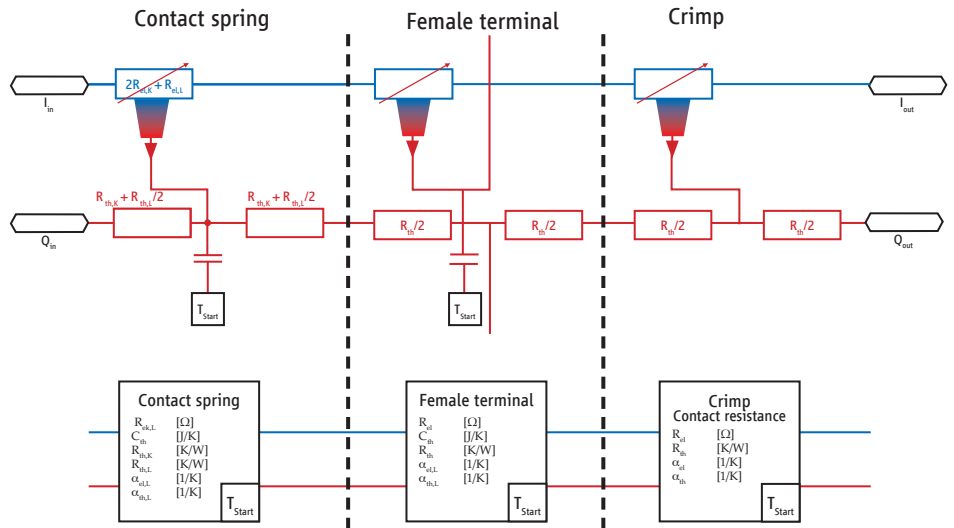 Contact spring
Female terminal
Crimp
2R_el,K + R_el,L
I_in
I_out
R_th,K + R_th,L/2
R_th,K + R_th,L/2
R_th/2
R_th/2
R_th/2
R_th/2
Q_in
Q_out
T_Start
T_Start
Contact spring
R_ek,L [Ω]
C_th [J/K]
R_th,K [K/W]
R_th,L [K/W]
α_el,L [1/K]
α_th,L [1/K]
T_Start
Female terminal
R_el [Ω]
C_th [J/K]
R_th [K/W]
α_el,L [1/K]
α_th,L [1/K]
T_Start
Crimp
Contact resistance
R_el [Ω]
R_th [K/W]
α_el [1/K]
α_th [1/K]
T_Start